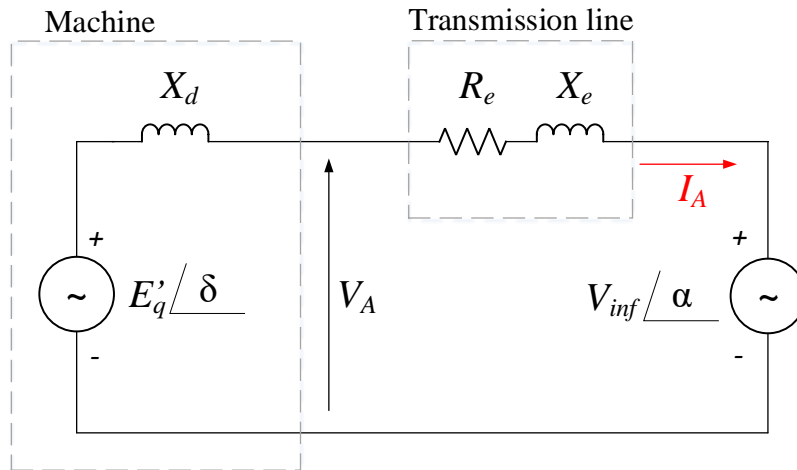 Machine
Transmission line
X_d
R_e
X_e
I_A
+
+
~
E'_q∠δ
V_A
V_inf∠α
~
-
-